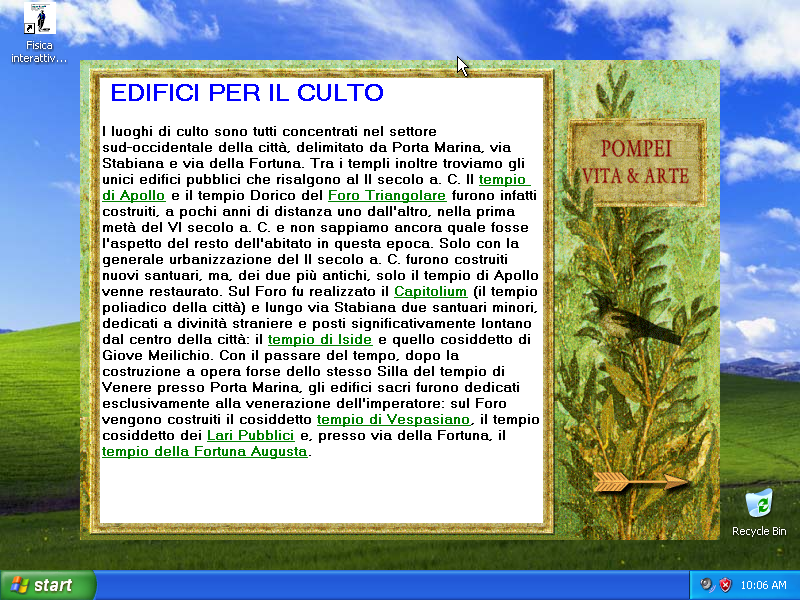 Fisica
interattiv...
EDIFICI PER IL CULTO
I luoghi di culto sono tutti concentrati nel settore
sud-occidentale della città, delimitato da Porta Marina, via
Stabiana e via della Fortuna. Tra i templi inoltre troviamo gli
unici edifici pubblici che risalgono al II secolo a. C. Il tempio
di Apollo e il tempio Dorico del Foro Triangolare furono infatti
costruiti, a pochi anni di distanza uno dall'altro, nella prima
metà del VI secolo a. C. e non sappiamo ancora quale fosse
l'aspetto del resto dell'abitato in questa epoca. Solo con la
generale urbanizzazione del II secolo a. C. furono costruiti
nuovi santuari, ma, dei due più antichi, solo il tempio di Apollo
venne restaurato. Sul Foro fu realizzato il Capitolium (il tempio
poliadico della città) e lungo via Stabiana due santuari minori,
dedicati a divinità straniere e posti significativamente lontano
dal centro della città: il tempio di Iside e quello cosiddetto di
Giove Meilichio. Con il passare del tempo, dopo la
costruzione a opera forse dello stesso Silla del tempio di
Venere presso Porta Marina, gli edifici sacri furono dedicati
esclusivamente alla venerazione dell'imperatore: sul Foro
vengono costruiti il cosiddetto tempio di Vespasiano, il tempio
cosiddetto dei Lari Pubblici e, presso via della Fortuna, il
tempio della Fortuna Augusta.
POMPEI
VITA & ARTE
Recycle Bin
start
10:06 AM